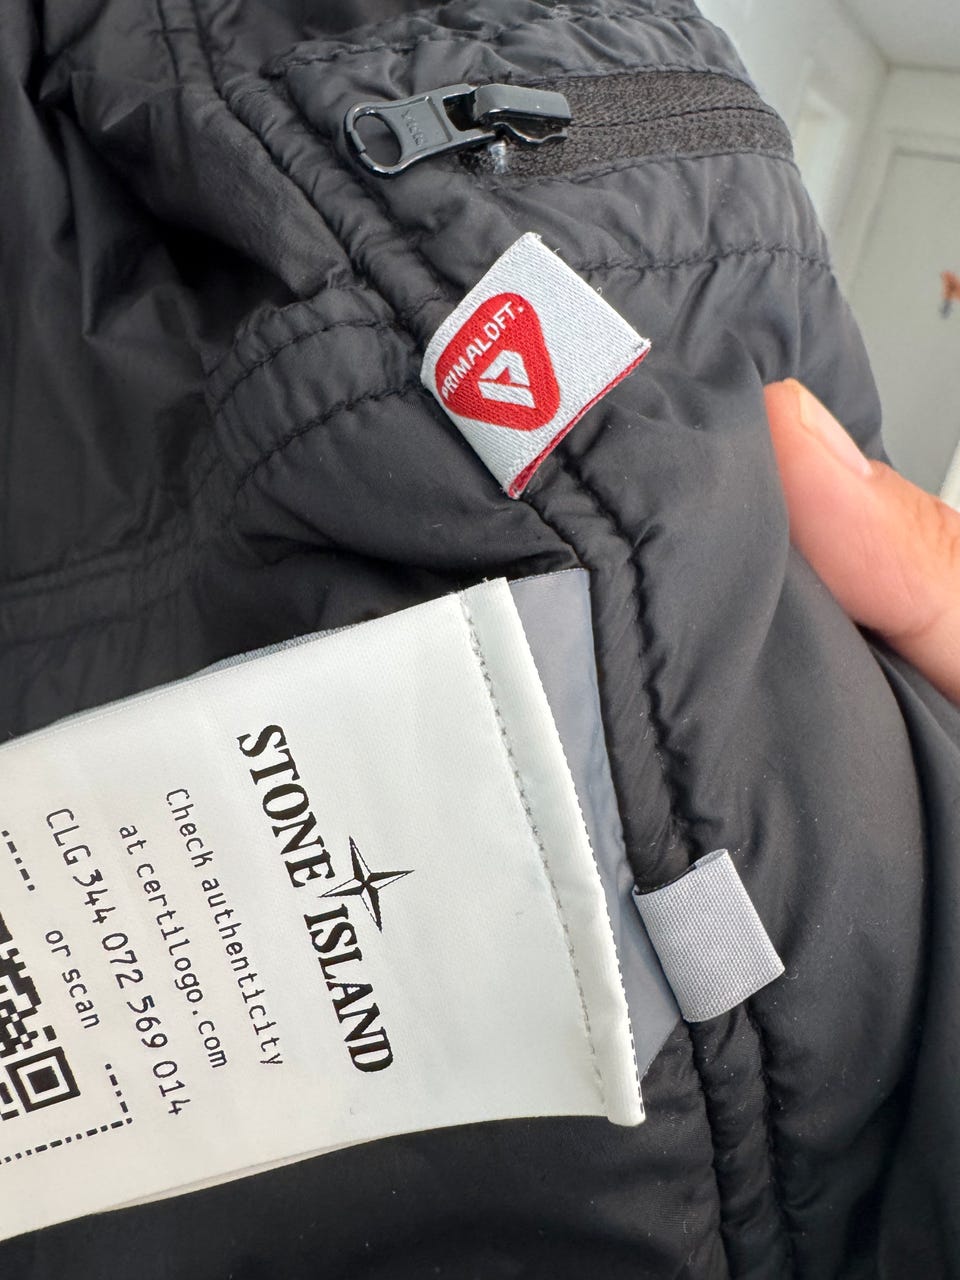 PRIMALOFT.
STONE ISLAND
Check authenticity
at certilogo.com
CLG 344 072 569 014
or scan